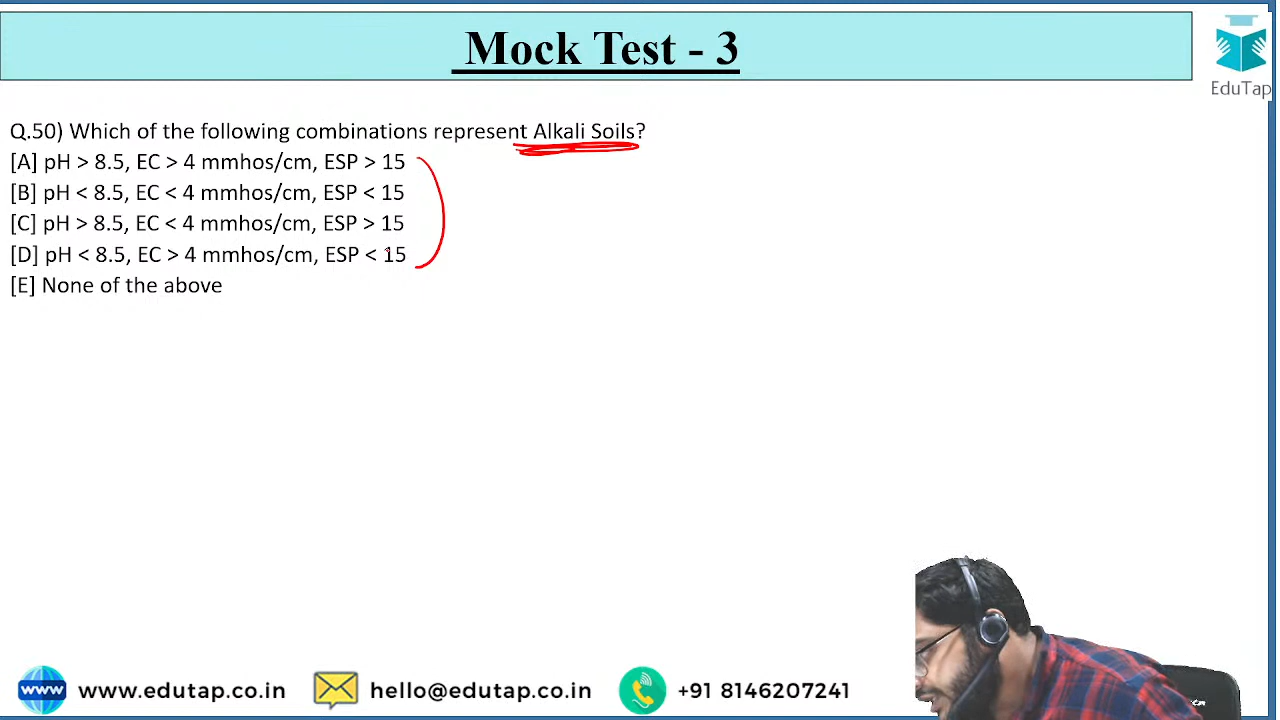 Mock Test - 3
EduTap
Q.50) Which of the following combinations represent Alkali Soils?
[A] pH > 8.5, EC > 4 mmhos/cm, ESP > 15
[B] pH < 8.5, EC < 4 mmhos/cm, ESP < 15
[C] pH > 8.5, EC < 4 mmhos/cm, ESP > 15
[D] pH < 8.5, EC > 4 mmhos/cm, ESP < 15
[E] None of the above
www www.edutap.co.in hello@edutap.co.in +91 8146207241